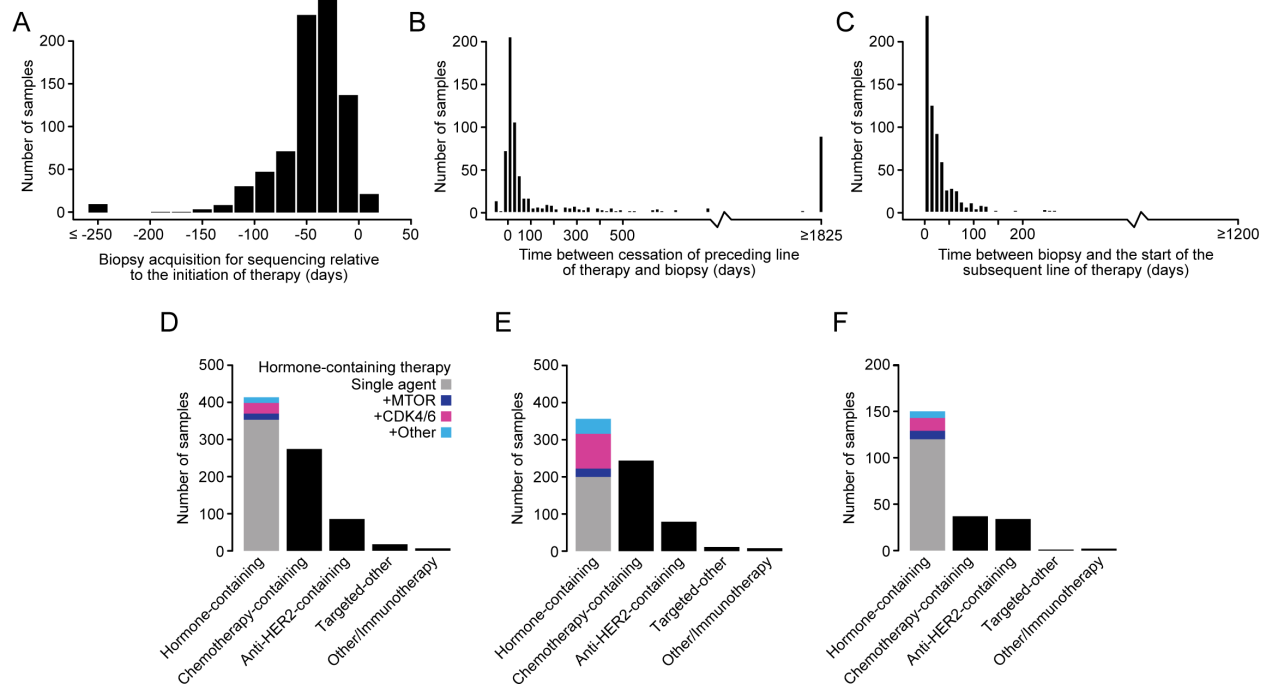 A
Number of samples
200
150
100
50
0
≤ -250
-200
-150
-100
-50
0
50
Biopsy acquisition for sequencing relative
to the initiation of therapy (days)
B
Number of samples
200
150
100
50
0
0
100
300
500
≥1825
Time between cessation of preceding line
of therapy and biopsy (days)
C
Number of samples
200
150
100
50
0
0
100
200
≥1200
Time between biopsy and the start of the
subsequent line of therapy (days)
D
Number of samples
500
400
300
200
100
0
Hormone-containing therapy
Single agent
+MTOR
+CDK4/6
+Other
Hormone-containing
Chemotherapy-containing
Anti-HER2-containing
Targeted-other
Other/Immunotherapy
E
Number of samples
500
400
300
200
100
0
Hormone-containing
Chemotherapy-containing
Anti-HER2-containing
Targeted-other
Other/Immunotherapy
F
Number of samples
200
150
100
50
0
Hormone-containing
Chemotherapy-containing
Anti-HER2-containing
Targeted-other
Other/Immunotherapy